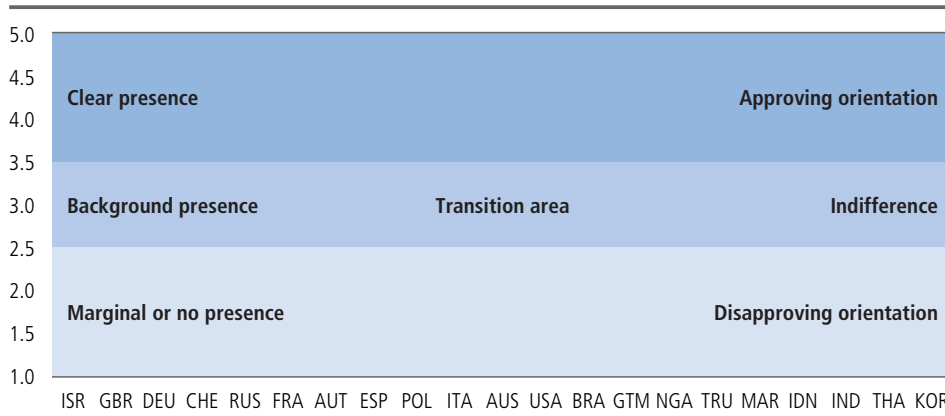 5.0
4.5
Clear presence Approving orientation
4.0
3.5
3.0 Background presence Transition area Indifference
2.5
2.0
Marginal or no presence Disapproving orientation
1.5
1.0
ISR GBR DEU CHE RUS FRA AUT ESP POL ITA AUS USA BRA GTM NGA TRU MAR IDN IND THA KOR